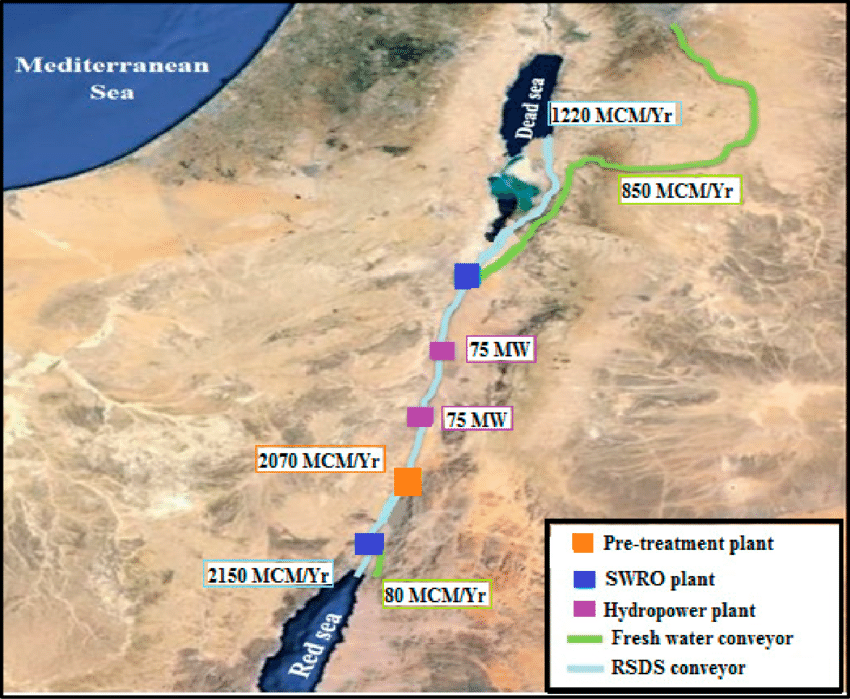 Mediterranean
Sea
Dead sea
1220 MCM/Yr
850 MCM/Yr
75 MW
75 MW
2070 MCM/Yr
2150 MCM/Yr
80 MCM/Yr
Red sea
Pre-treatment plant
SWRO plant
Hydropower plant
Fresh water conveyor
RSDS conveyor